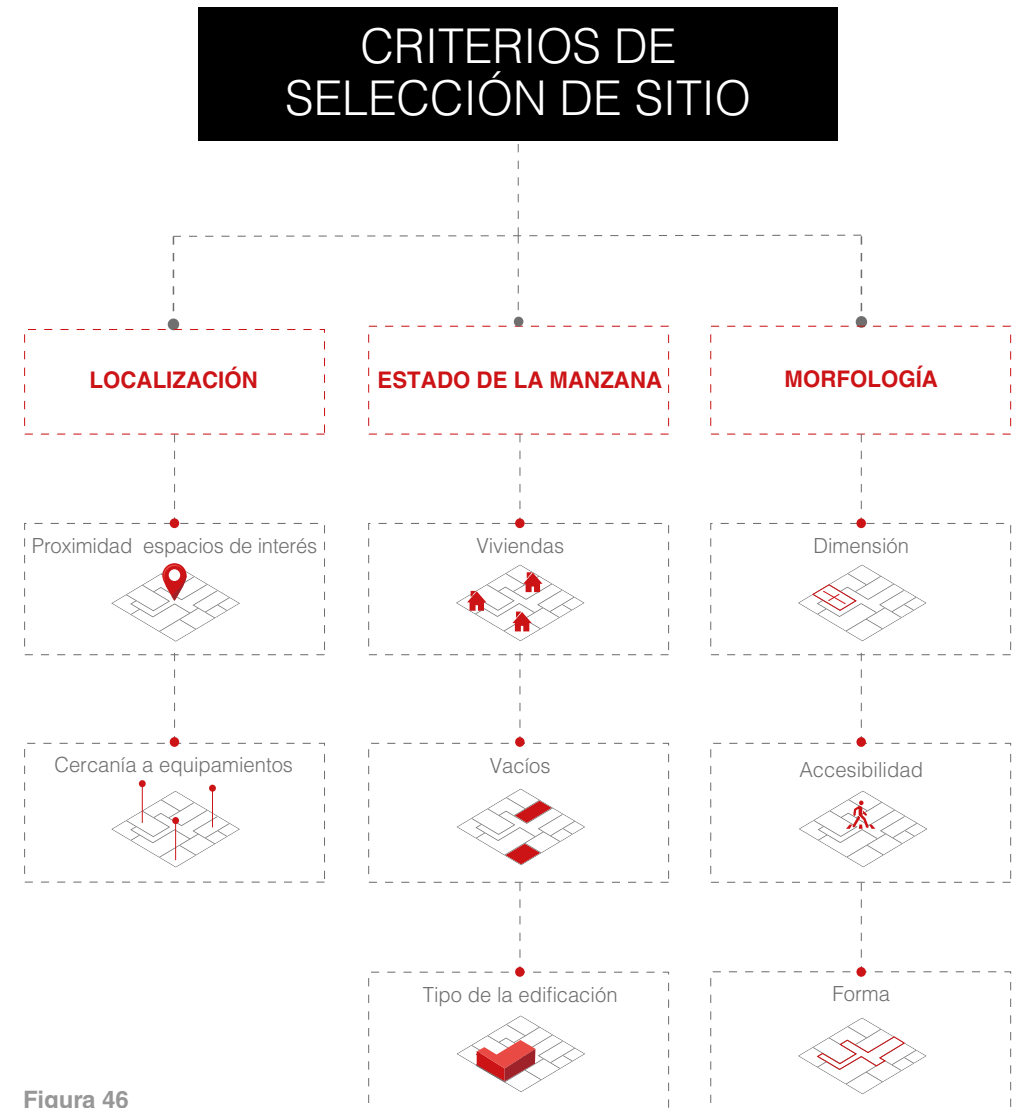 CRITERIOS DE
SELECCIÓN DE SITIO
LOCALIZACIÓN
ESTADO DE LA MANZANA
MORFOLOGÍA
Proximidad espacios de interés
Viviendas
Dimensión
Cercanía a equipamientos
Vacíos
Accesibilidad
Tipo de la edificación
Forma
Figura 46